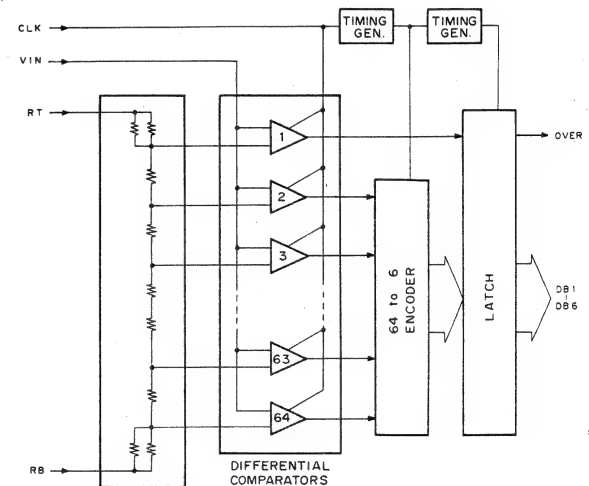 CLK
TIMING
GEN.
TIMING
GEN.
VIN
RT
1
OVER
2
3
64 to 6
ENCODER
LATCH
DB1
|
DB6
63
64
RB
DIFFERENTIAL
COMPARATORS